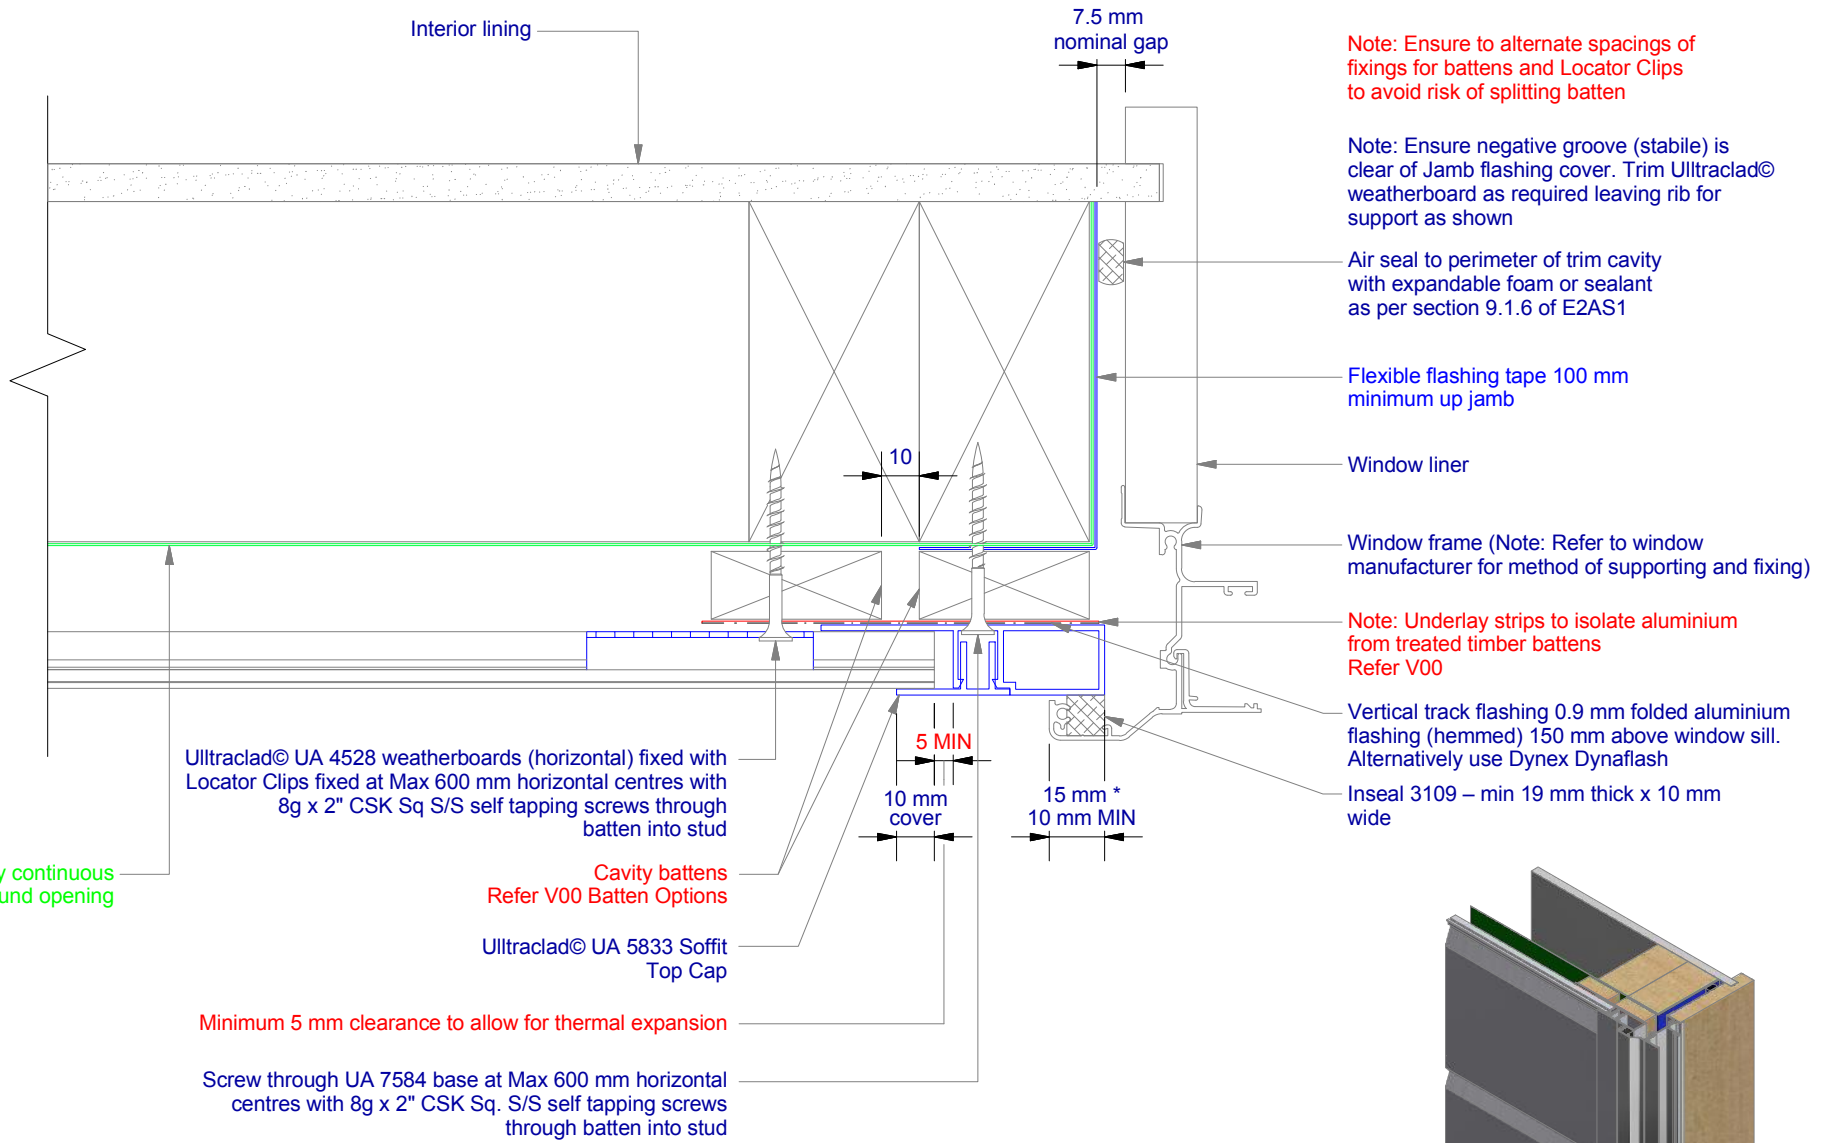 Interior lining
7.5 mm
nominal gap
Note: Ensure to alternate spacings of
fixings for battens and Locator Clips
to avoid risk of splitting batten
Note: Ensure negative groove (stabile) is
clear of Jamb flashing cover. Trim Ulltraclad©
weatherboard as required leaving rib for
support as shown
Air seal to perimeter of trim cavity
with expandable foam or sealant
as per section 9.1.6 of E2AS1
Flexible flashing tape 100 mm
minimum up jamb
10
Window liner
Window frame (Note: Refer to window
manufacturer for method of supporting and fixing)
Note: Underlay strips to isolate aluminium
from treated timber battens
Refer V00
Vertical track flashing 0.9 mm folded aluminium
flashing (hemmed) 150 mm above window sill.
Alternatively use Dynex Dynaflash
Inseal 3109 – min 19 mm thick x 10 mm
wide
5 MIN
10 mm
cover
15 mm *
10 mm MIN
Ulltraclad© UA 4528 weatherboards (horizontal) fixed with
Locator Clips fixed at Max 600 mm horizontal centres with
8g x 2" CSK Sq S/S self tapping screws through
batten into stud
continuous
opening
Cavity battens
Refer V00 Batten Options
Ulltraclad© UA 5833 Soffit
Top Cap
Minimum 5 mm clearance to allow for thermal expansion
Screw through UA 7584 base at Max 600 mm horizontal
centres with 8g x 2" CSK Sq. S/S self tapping screws
through batten into stud